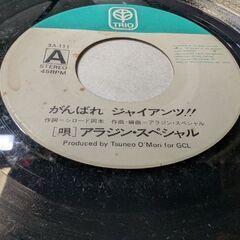 TRIO
3A-111
A
STEREO
45RPM
がんばれ ジャイアンツ!!
作詞=シロード岡本 作曲・編曲=アラジン・スペシャル
[唄]アラジン・スペシャル
Produced by Tsuneo O'Mori for GCL